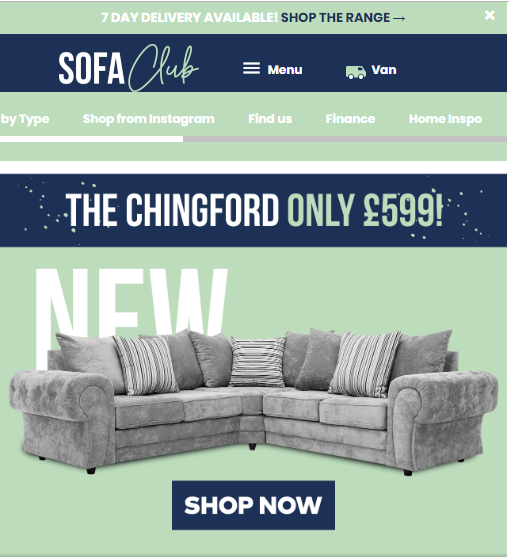 7 DAY DELIVERY AVAILABLE! SHOP THE RANGE →
×
SOFA Club
Menu
Van
by Type
Shop from Instagram
Find us
Finance
Home Inspo
THE CHINGFORD ONLY £599!
NEW
SHOP NOW